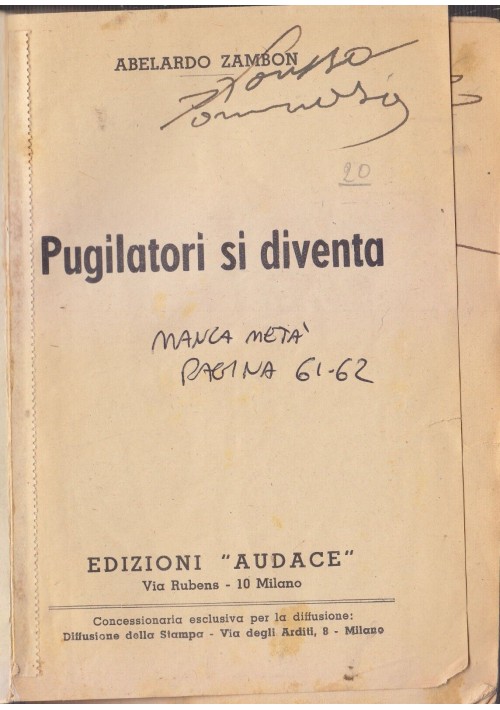 ABELARDO ZAMBON
20
Pugilatori si diventa
MANCA METÀ
PAGINA 61-62
EDIZIONI "AUDACE"
Via Rubens - 10 Milano
Concessionaria esclusiva per la diffusione:
Diffusione della Stampa - Via degli Arditi, 8 - Milano